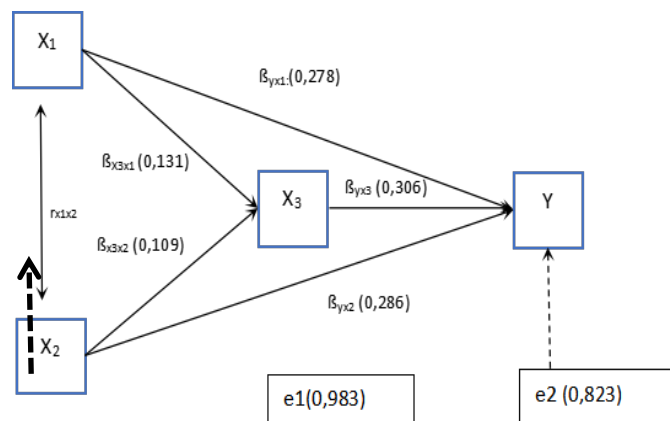 X₁
ßyx1:(0,278)
ßX3x1 (0,131)
X₃
ßyx3 (0,306)
Y
rx1x2
ßx3x2 (0,109)
ßyx2 (0,286)
X₂
e1(0,983)
e2 (0,823)